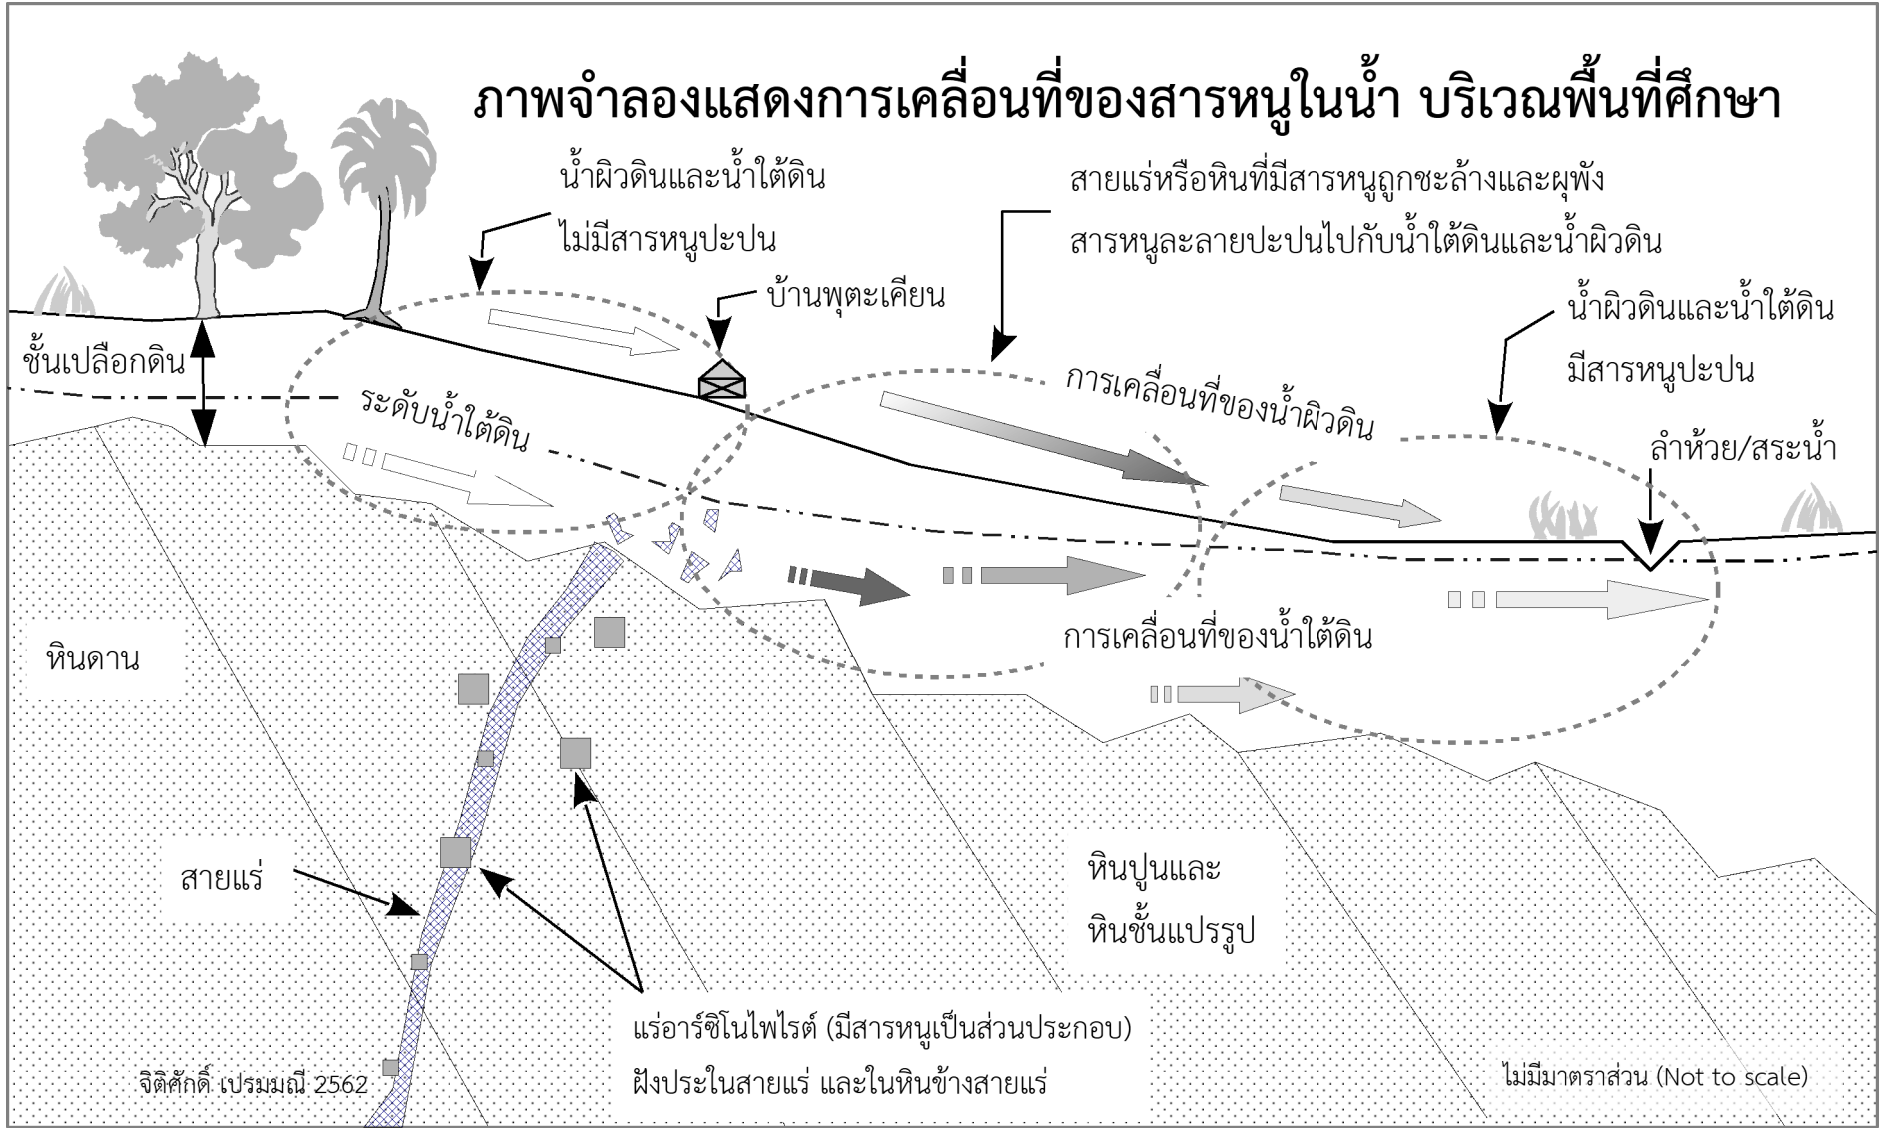 ภาพจำลองแสดงการเคลื่อนที่ของสารหนูในน้ำ บริเวณพื้นที่ศึกษา
น้ำผิวดินและน้ำใต้ดิน
ไม่มีสารหนูปะปน
สายแร่หรือหินที่มีสารหนูถูกชะล้างและผุพัง
สารหนูละลายปะปนไปกับน้ำใต้ดินและน้ำผิวดิน
บ้านพุตะเคียน
น้ำผิวดินและน้ำใต้ดิน
มีสารหนูปะปน
ชั้นเปลือกดิน
ระดับน้ำใต้ดิน
การเคลื่อนที่ของน้ำผิวดิน
ลำห้วย/สระน้ำ
การเคลื่อนที่ของน้ำใต้ดิน
หินดาน
สายแร่
หินปูนและ
หินชั้นแปรรูป
แร่อาร์ซิโนไพไรต์ (มีสารหนูเป็นส่วนประกอบ)
ฝังประในสายแร่ และในหินข้างสายแร่
จิติศักดิ์ เปรมมณี 2562
ไม่มีมาตราส่วน (Not to scale)